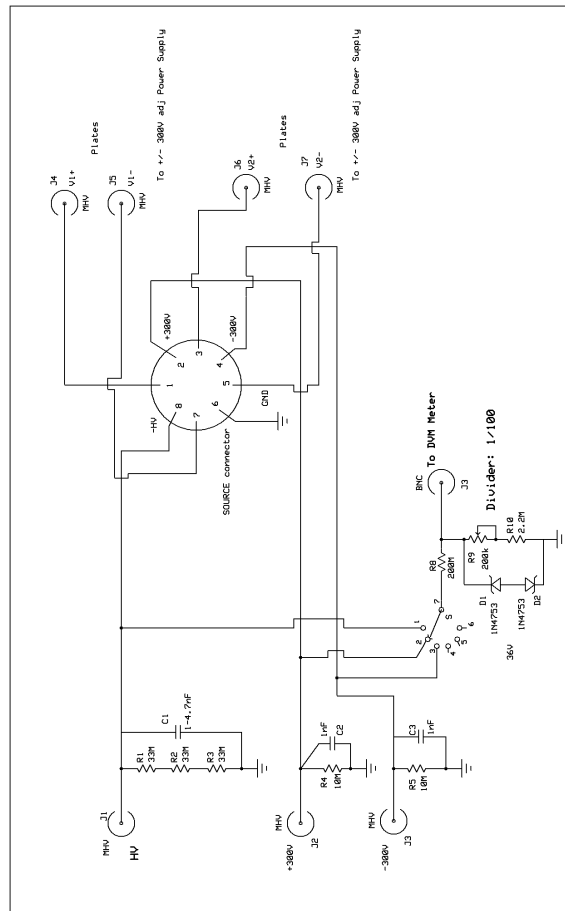 J4
V1+
MHV
Plates
J5
V1-
MHV
To +/- 300V adj Power Supply
J6
V2+
MHV
Plates
J7
V2-
MHV
To +/- 300V adj Power Supply
+300V
-300V
-HV
GND
1
2
3
4
5
6
7
8
SOURCE connector
BNC
To DVM Meter
J3
Divider: 1/100
R8
200M
R9
200k
R10
2.2M
D1
1N4753
1N4753
D2
36V
S
7
1
2
3
4
5
6
C1
1-4.7nF
R1
33M
R2
33M
R3
33M
1nF
C2
R4
10M
C3
1nF
R5
10M
J1
MHV
HV
MHV
+300V
J2
MHV
-300V
J3